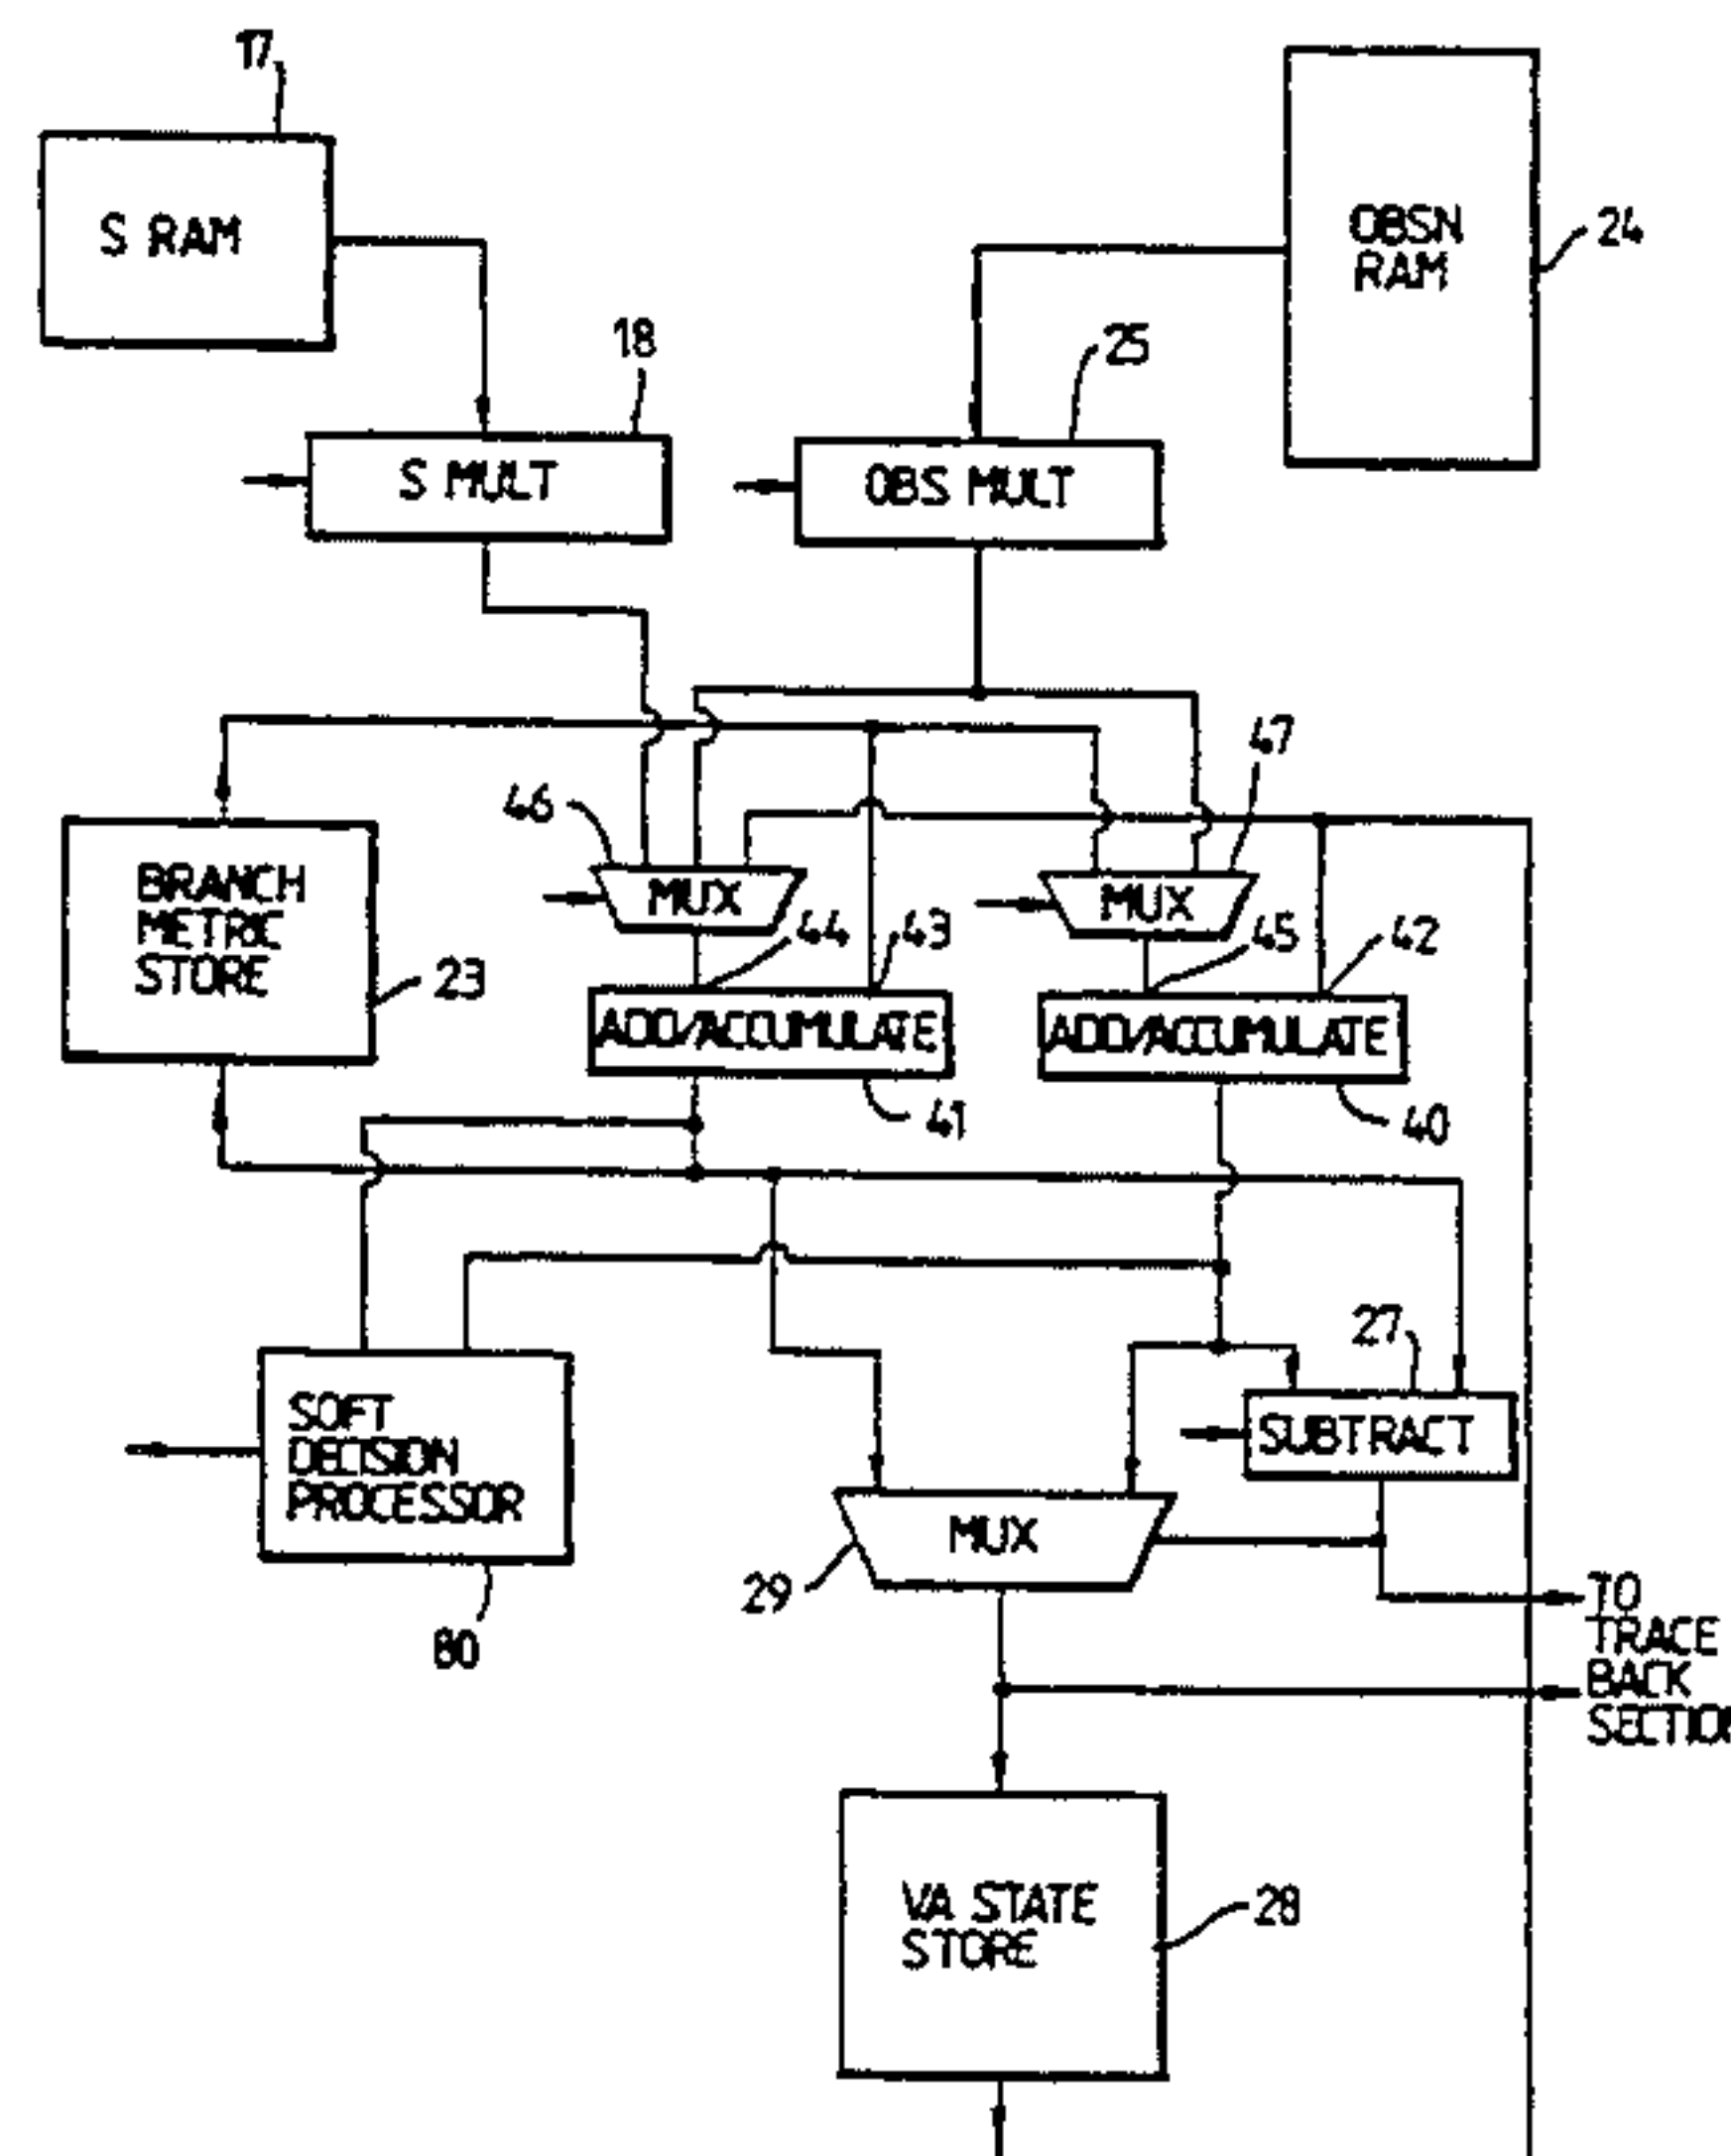 17
S RAM
OBSN
RAM
24
18
S MULT
25
OBS MULT
47
46
MUX
MUX
BRANCH
METRIC
STORE
23
44
43
45
42
ADD/ACCUMULATE
ADD/ACCUMULATE
41
40
27
SUBTRACT
SOFT
DECISION
PROCESSOR
80
MUX
29
TO
TRACE
BACK
SECTION
VA STATE
STORE
28